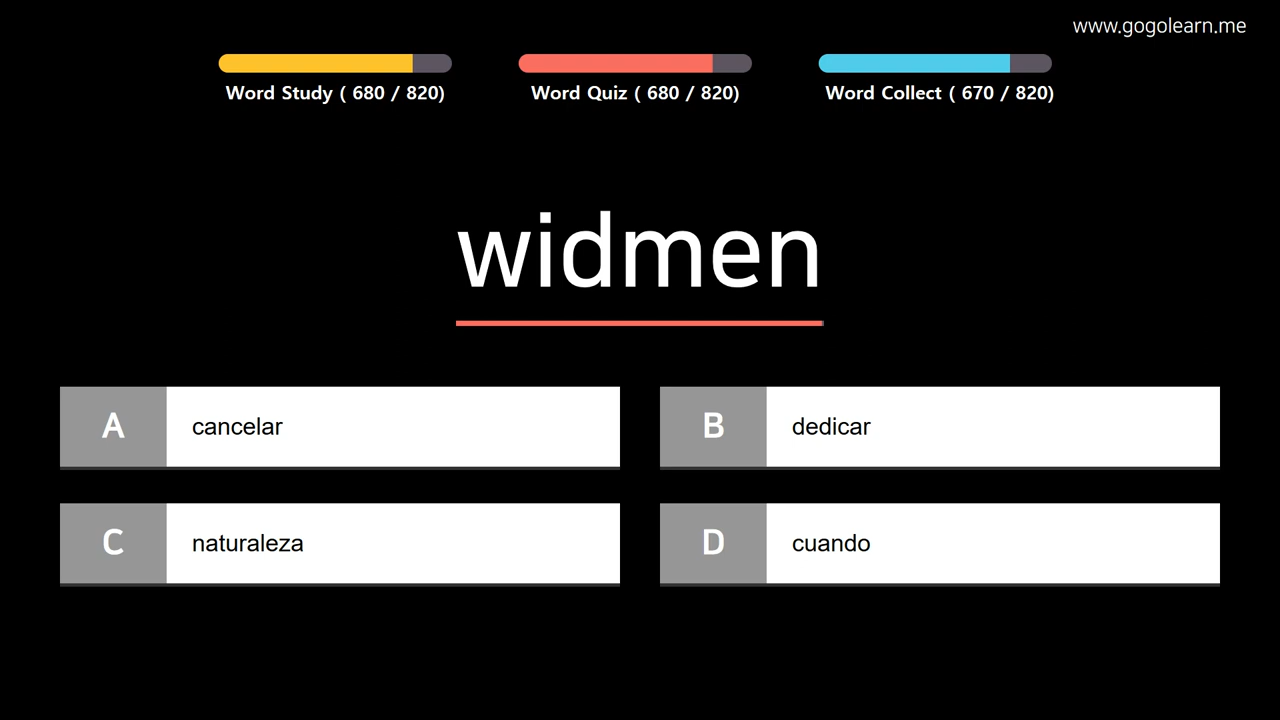 www.gogolearn.me
Word Study ( 680 / 820)
Word Quiz ( 680 / 820)
Word Collect ( 670 / 820)
widmen
A
cancelar
B
dedicar
C
naturaleza
D
cuando